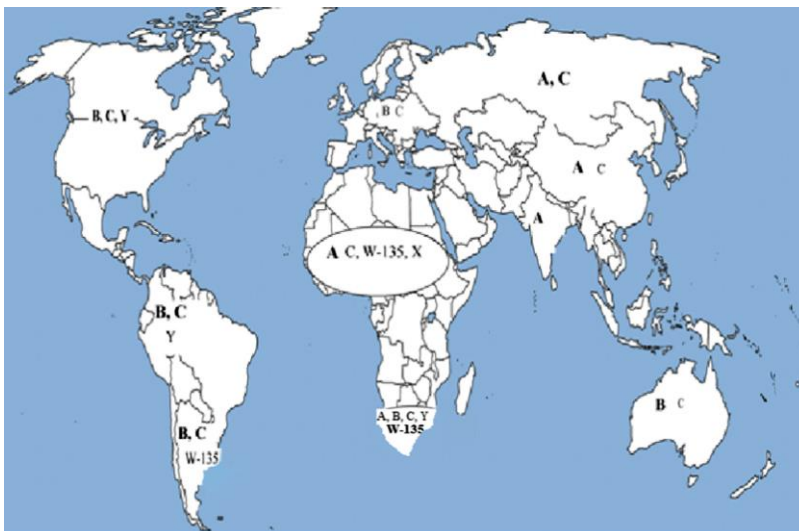 B, C, Y
B C
A, C
A C
A
A C, W-135, X
B, C
Y
B, C
W-135
A, B, C, Y
W-135
B C